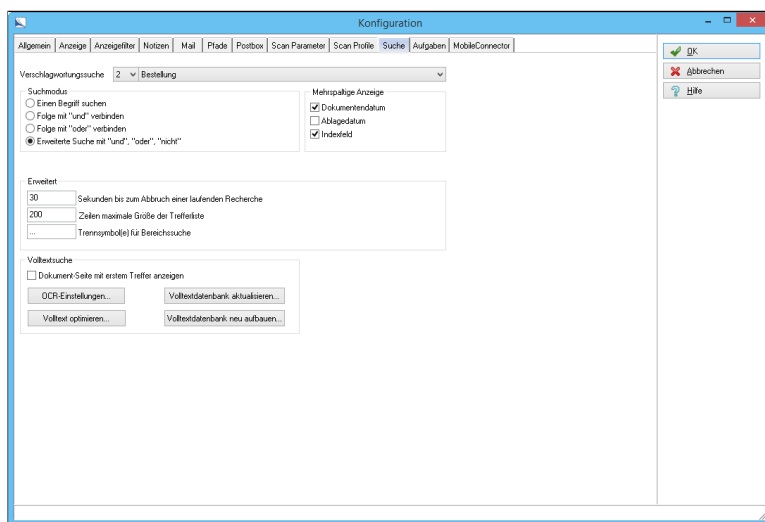 Konfiguration
Allgemein Anzeige Anzeigefilter Notizen Mail Pfade Postbox Scan Parameter Scan Profile Suche Aufgaben MobileConnector
OK
Abbrechen
Hilfe
Verschlagwortungssuche 2 Bestellung
Suchmodus
Einen Begriff suchen
Folge mit "und" verbinden
Folge mit "oder" verbinden
Erweiterte Suche mit "und", "oder", "nicht"
Mehrspaltige Anzeige
Dokumentendatum
Ablagedatum
Indexfeld
Erweitert
30 Sekunden bis zum Abbruch einer laufenden Recherche
200 Zeilen maximale Größe der Trefferliste
... Trennsymbol(e) für Bereichssuche
Volltextsuche
Dokument-Seite mit erstem Treffer anzeigen
OCR-Einstellungen... Volltextdatenbank aktualisieren...
Volltext optimieren... Volltextdatenbank neu aufbauen...